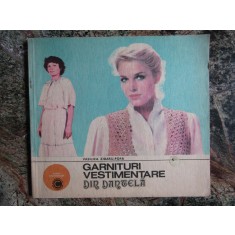 GARNITURI
VESTIMENTARE
DIN DANTELĂ